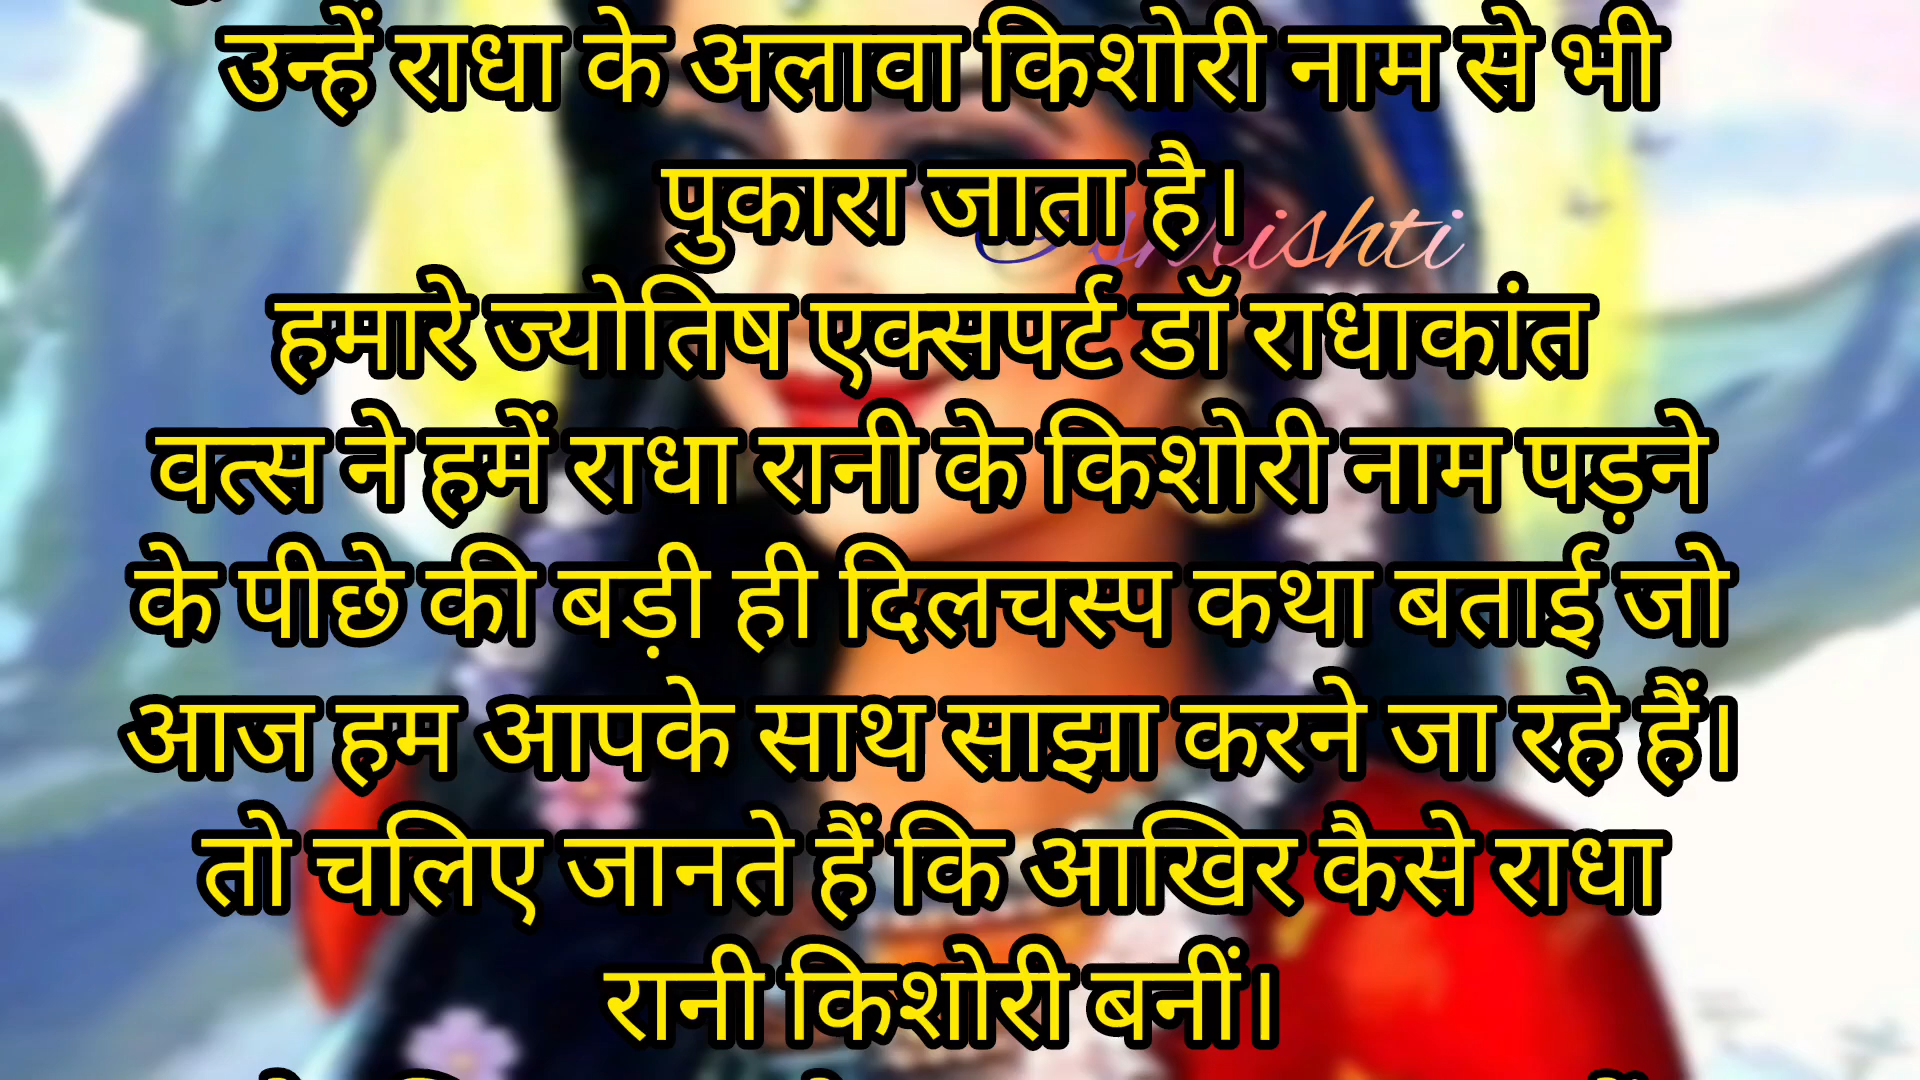 उन्हें राधा के अलावा किशोरी नाम से भी
पुकारा जाता है।
हमारे ज्योतिष एक्सपर्ट डॉ राधाकांत
वत्स ने हमें राधा रानी के किशोरी नाम पड़ने
के पीछे की बड़ी ही दिलचस्प कथा बताई जो
आज हम आपके साथ साझा करने जा रहे हैं।
तो चलिए जानते हैं कि आखिर कैसे राधा
रानी किशोरी बनीं।